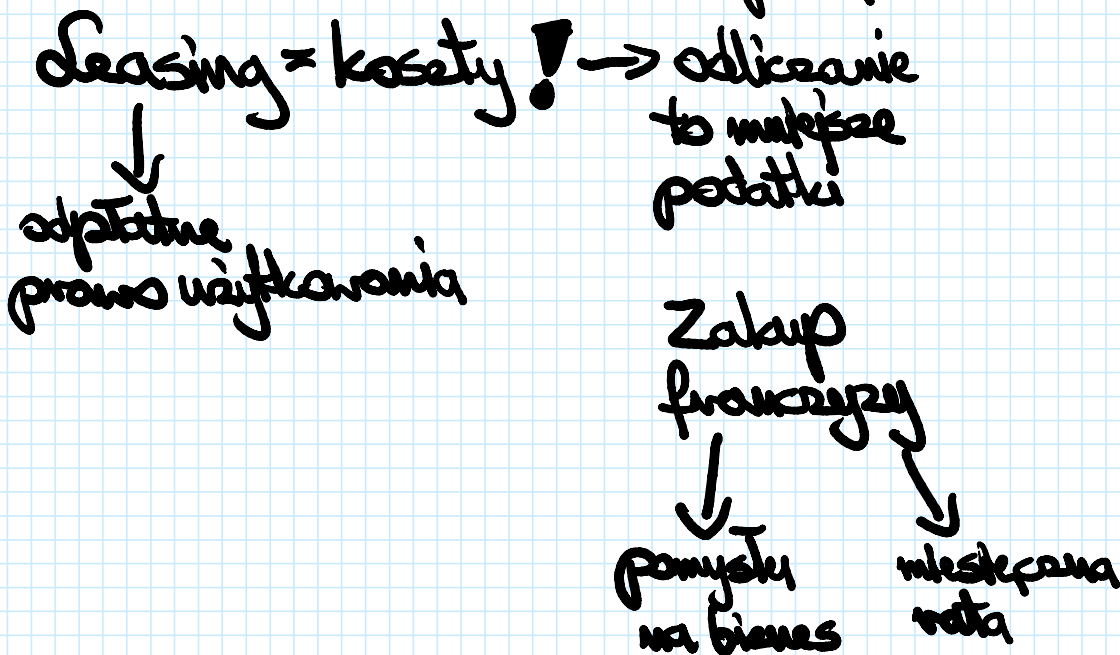 Leasing = koszty! → odliczanie
to mniejsze
podatki
↓
odpłatne
prawo użytkowania
Zakup
franczyzy
↓ ↘
pomysłu
na biznes
miesięczna
rata